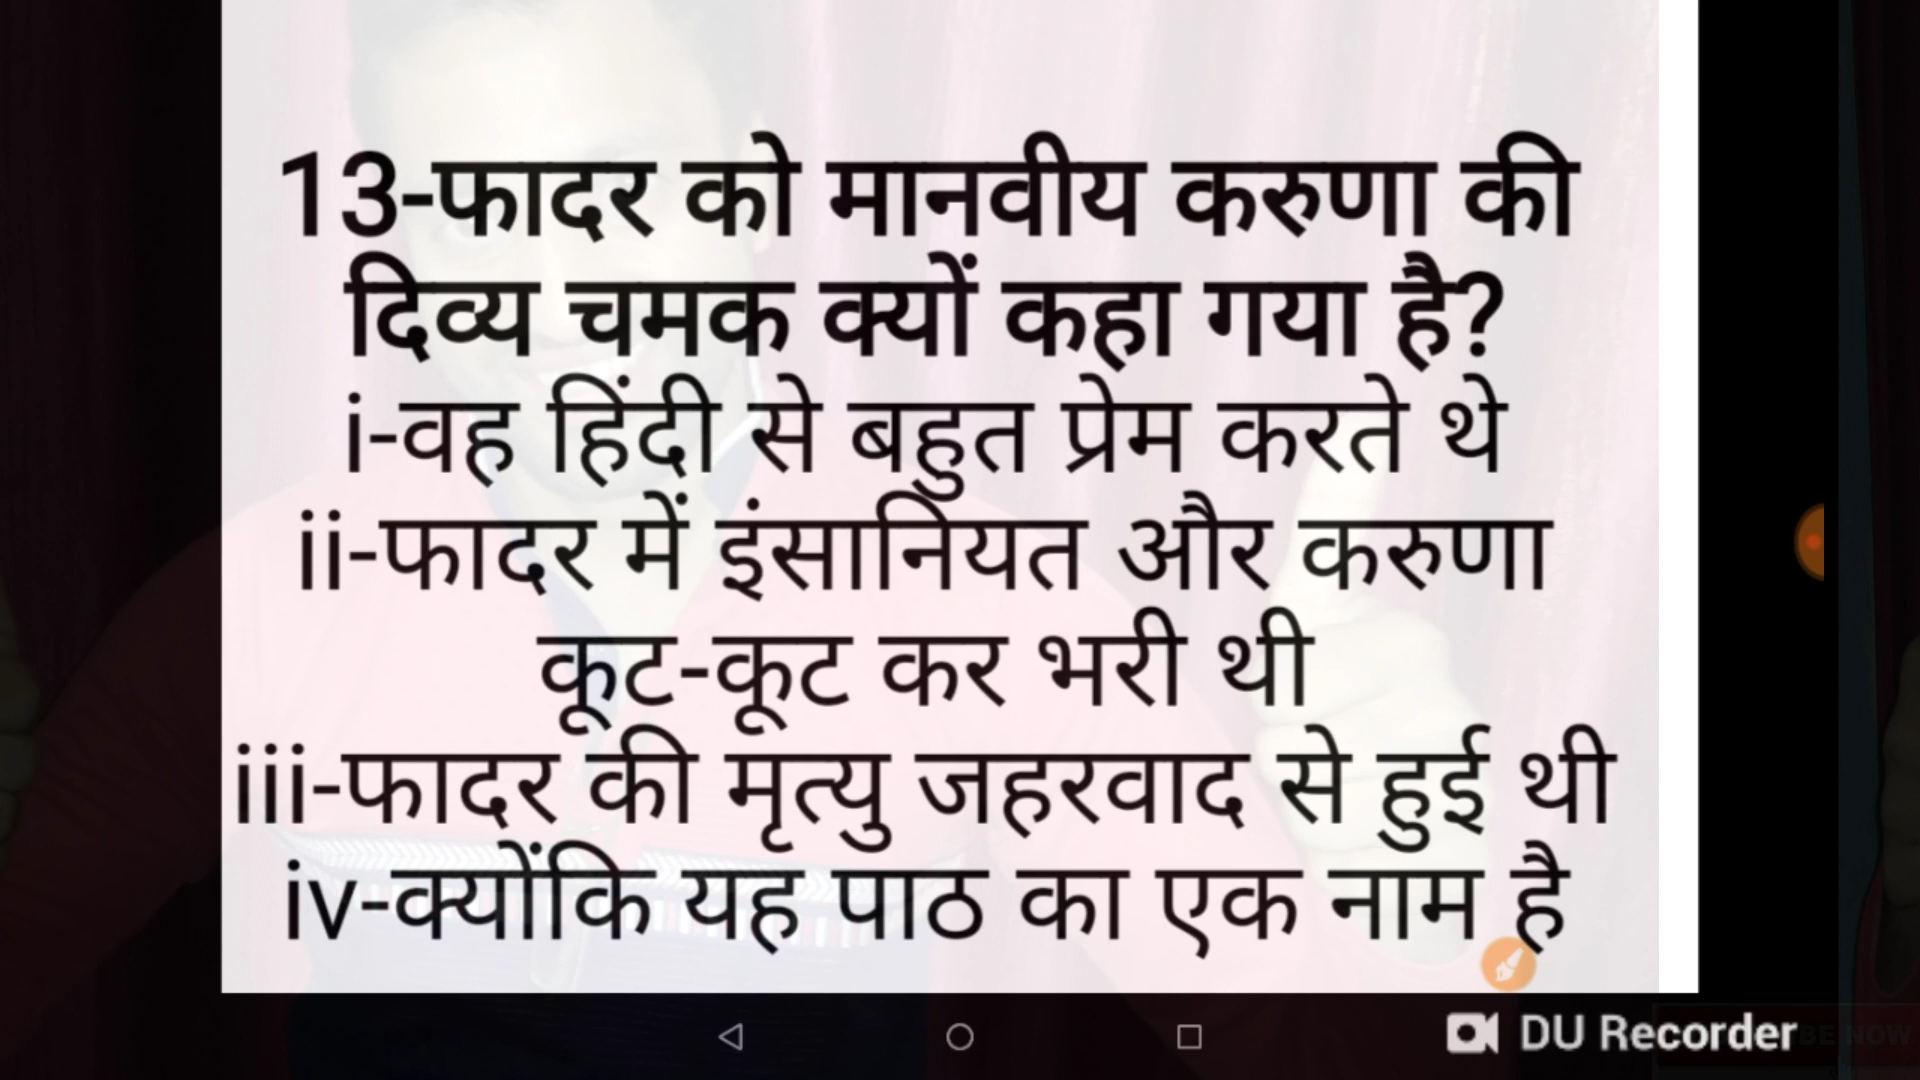 13-फादर को मानवीय करुणा की
दिव्य चमक क्यों कहा गया है?
i-वह हिंदी से बहुत प्रेम करते थे
ii-फादर में इंसानियत और करुणा
कूट-कूट कर भरी थी
iii-फादर की मृत्यु जहरवाद से हुई थी
iv-क्योंकि यह पाठ का एक नाम है
DU Recorder